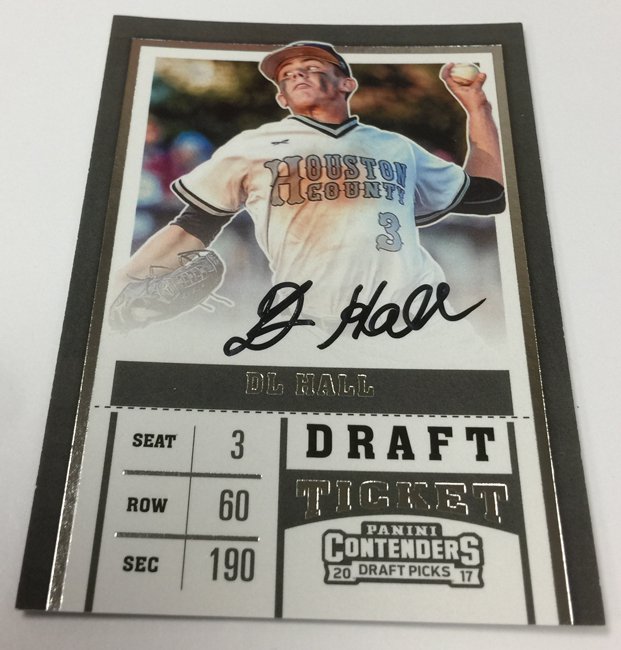 HOUSTON
COUNTY
3
DL Hall
DL HALL
SEAT 3
ROW 60
SEC 190
DRAFT
TICKET
PANINI
CONTENDERS
20 DRAFT PICKS 17